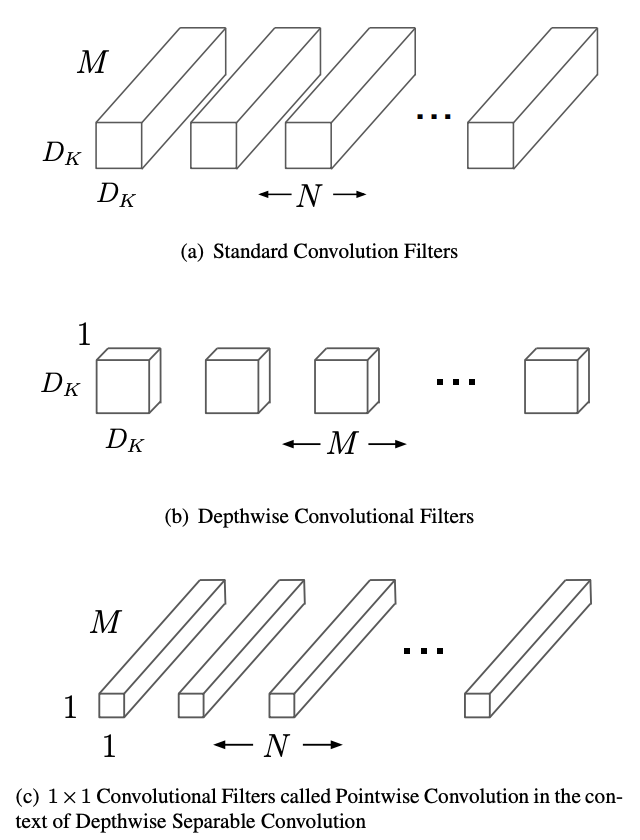 M
D_K
D_K
← N →
...
(a) Standard Convolution Filters
1
D_K
D_K
← M →
...
(b) Depthwise Convolutional Filters
M
1
1
← N →
...
(c) 1 × 1 Convolutional Filters called Pointwise Convolution in the con-
text of Depthwise Separable Convolution